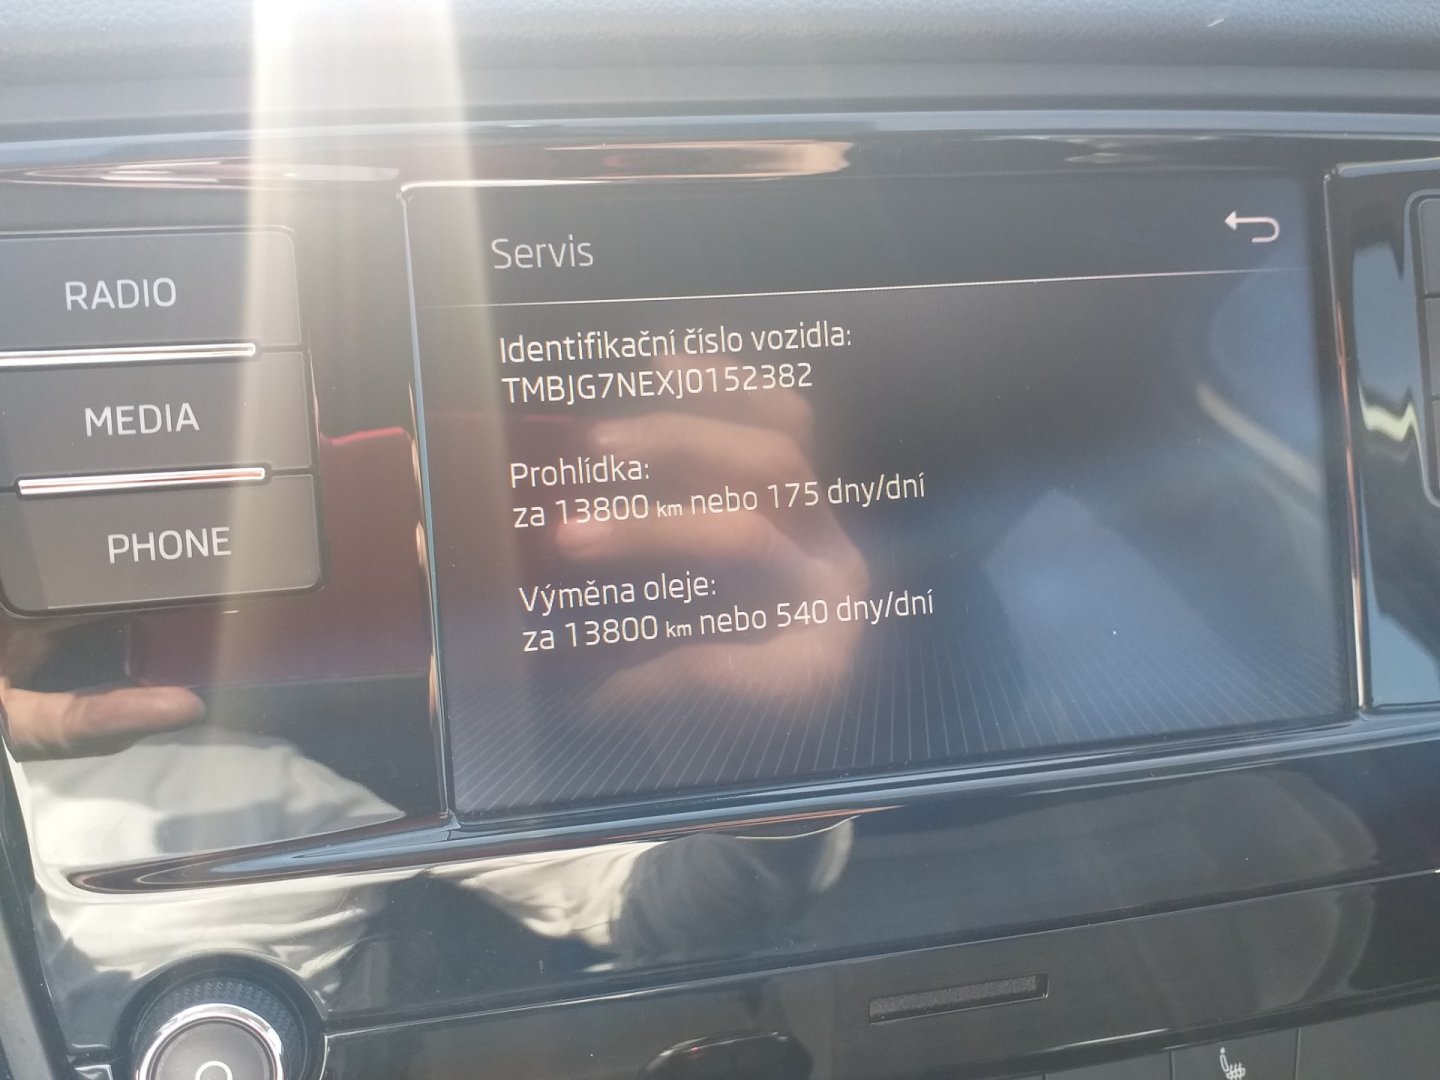 Servis
RADIO
MEDIA
PHONE
Identifikační číslo vozidla:
TMBJG7NEXJ0152382
Prohlídka:
za 13800 km nebo 175 dny/dní
Výměna oleje:
za 13800 km nebo 540 dny/dní